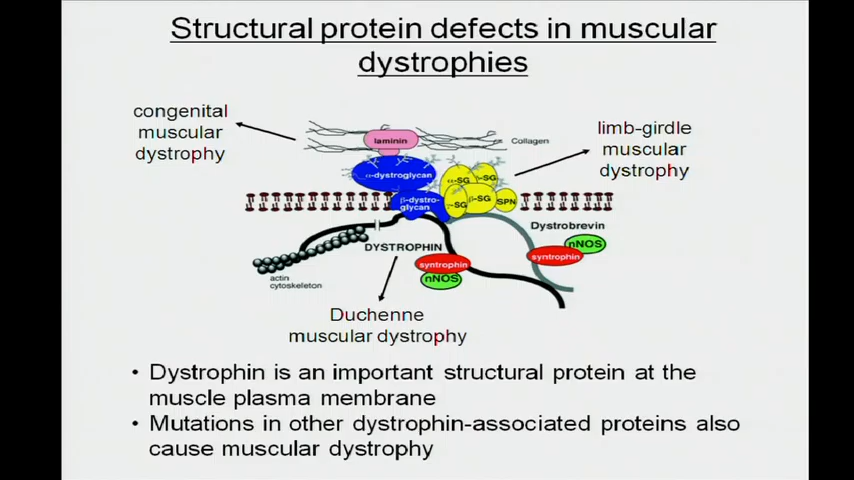 Structural protein defects in muscular
dystrophies
congenital
muscular
dystrophy
laminin
Collagen
limb-girdle
muscular
dystrophy
α-dystroglycan
α-SG
β-SG
γ-SG
β-SG
SPN
β-dystro-
glycan
Dystrobrevin
DYSTROPHIN
nNOS
syntrophin
syntrophin
nNOS
actin
cytoskeleton
Duchenne
muscular dystrophy
• Dystrophin is an important structural protein at the
muscle plasma membrane
• Mutations in other dystrophin-associated proteins also
cause muscular dystrophy